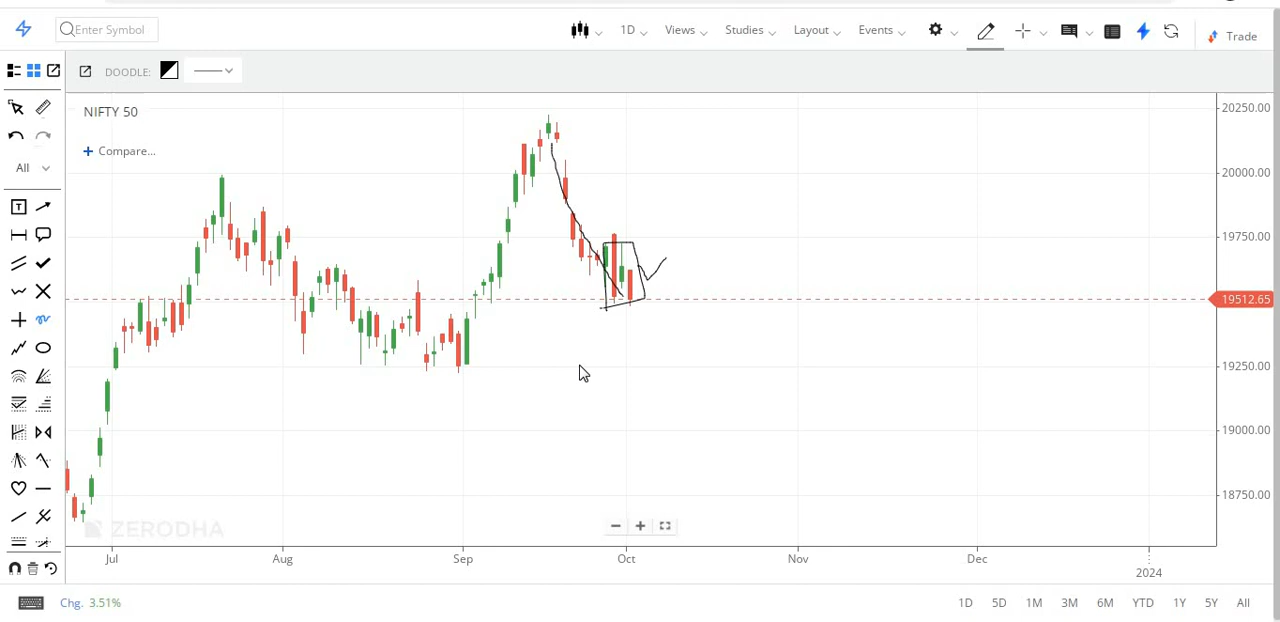 Enter Symbol
1D
Views
Studies
Layout
Events
Trade
DOODLE:
NIFTY 50
Compare...
All
T
20250.00
20000.00
19750.00
19512.65
19250.00
19000.00
18750.00
ZERODHA
Jul
Aug
Sep
Oct
Nov
Dec
2024
Chg. 3.51%
1D 5D 1M 3M 6M YTD 1Y 5Y All